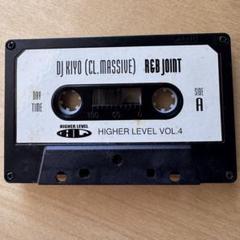 DJ KIYO (CL.MASSIVE) R&B JOINT
DAY TIME
SIDE A
HIGHER LEVEL
HIGHER LEVEL VOL.4